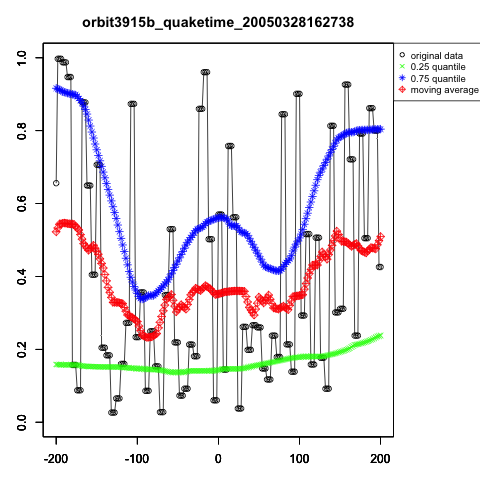 orbit3915b_quaketime_20050328162738
original data
0.25 quantile
0.75 quantile
moving average
1.0
0.8
0.6
0.4
0.2
0.0
-200 -100 0 100 200